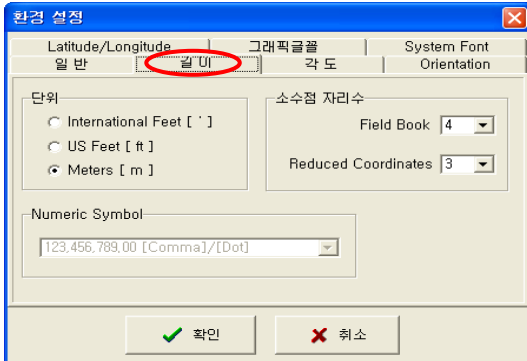 환경 설정
Latitude/Longitude 그래픽글꼴 System Font
일 반 길 이 각 도 Orientation
단위
International Feet [ ' ]
US Feet [ ft ]
Meters [ m ]
소수점 자리수
Field Book 4
Reduced Coordinates 3
Numeric Symbol
123,456,789,00 [Comma]/[Dot]
확인 취소